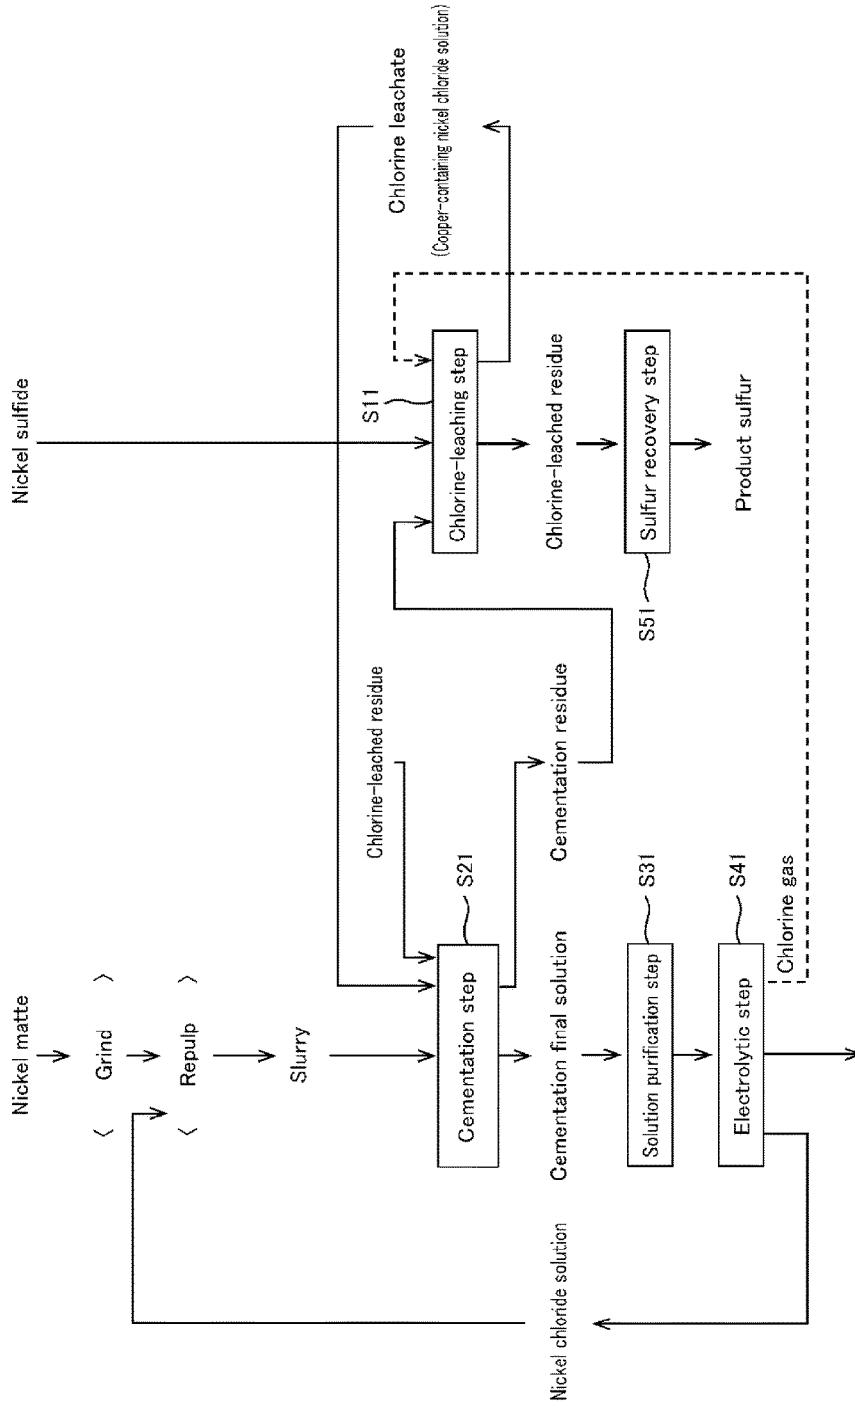 Nickel matte
< Grind >
< Repulp >
Slurry
Cementation step
S21
Cementation final solution
Solution purification step
S31
Electrolytic step
S41
Chlorine gas
Nickel chloride solution
Chlorine-leached residue
Cementation residue
Nickel sulfide
S11
Chlorine-leaching step
Chlorine-leached residue
Sulfur recovery step
S51
Product sulfur
Chlorine leachate
(Copper-containing nickel chloride solution)